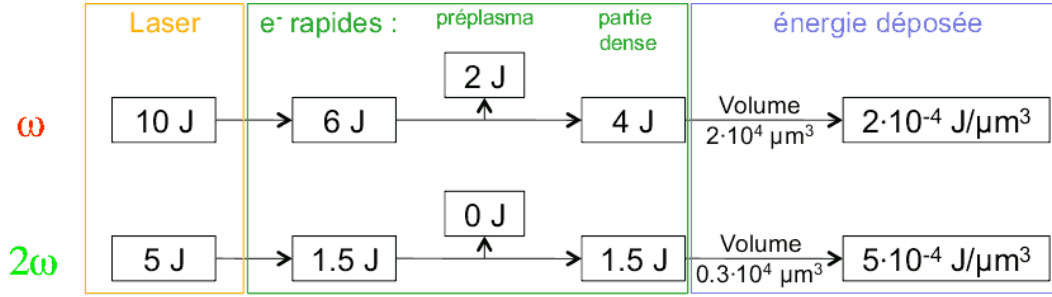 Laser
e⁻ rapides :
préplasma
partie
dense
énergie déposée
ω
10 J
6 J
2 J
4 J
Volume
2·10⁴ µm³
2·10⁻⁴ J/µm³
2ω
5 J
1.5 J
0 J
1.5 J
Volume
0.3·10⁴ µm³
5·10⁻⁴ J/µm³